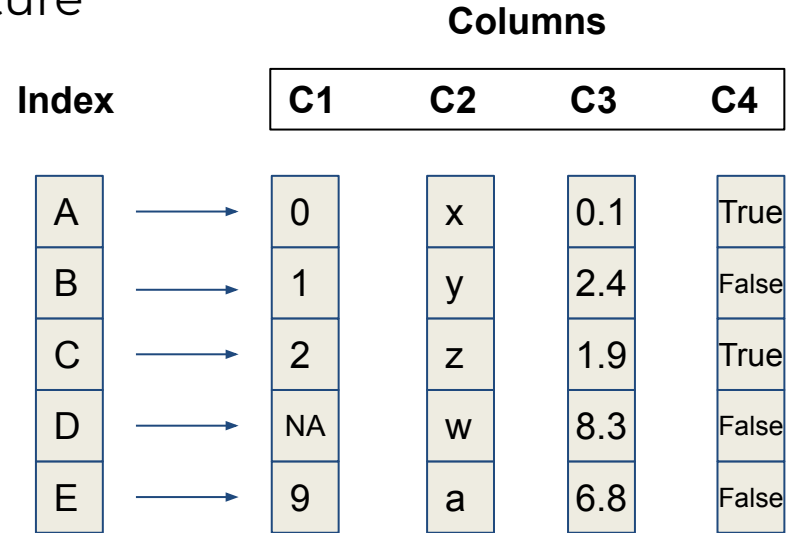 Columns
Index C1 C2 C3 C4
A 0 x 0.1 True
B 1 y 2.4 False
C 2 z 1.9 True
D NA w 8.3 False
E 9 a 6.8 False